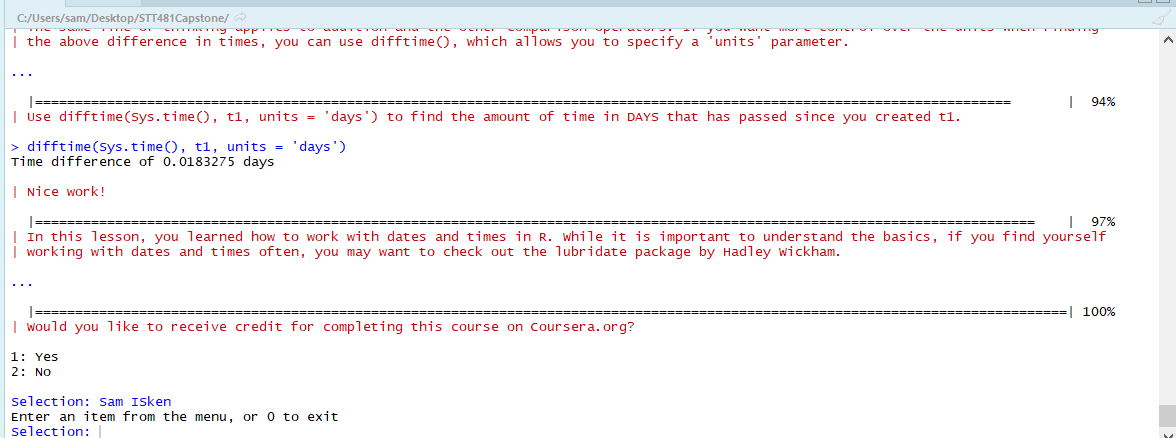 C:/Users/sam/Desktop/STT481Capstone/
| The same line of thinking applies to addition and the other comparison operators. If you want more control over the units when finding
| the above difference in times, you can use difftime(), which allows you to specify a 'units' parameter.
...
|==========================================================================================================================| 94%
| Use difftime(Sys.time(), t1, units = 'days') to find the amount of time in DAYS that has passed since you created t1.
> difftime(Sys.time(), t1, units = 'days')
Time difference of 0.0183275 days
| Nice work!
|=============================================================================================================================| 97%
| In this lesson, you learned how to work with dates and times in R. While it is important to understand the basics, if you find yourself
| working with dates and times often, you may want to check out the lubridate package by Hadley Wickham.
...
|=================================================================================================================================| 100%
| Would you like to receive credit for completing this course on Coursera.org?
1: Yes
2: No
Selection: Sam ISken
Enter an item from the menu, or 0 to exit
Selection: